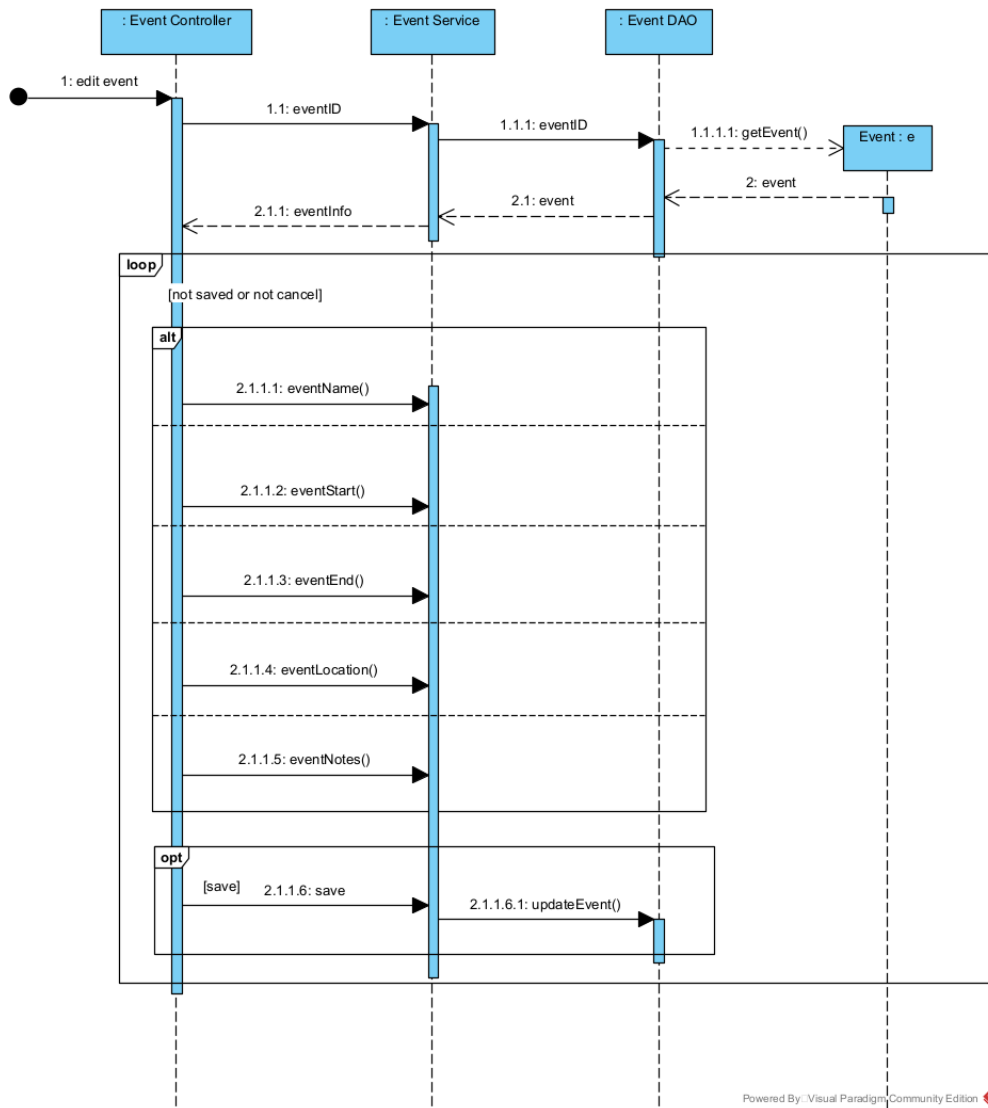 : Event Controller
: Event Service
: Event DAO
1: edit event
1.1: eventID
1.1.1: eventID
1.1.1.1: getEvent()
Event : e
2: event
2.1: event
2.1.1: eventInfo
loop
[not saved or not cancel]
alt
2.1.1.1: eventName()
2.1.1.2: eventStart()
2.1.1.3: eventEnd()
2.1.1.4: eventLocation()
2.1.1.5: eventNotes()
opt
[save]
2.1.1.6: save
2.1.1.6.1: updateEvent()
Powered By Visual Paradigm Community Edition